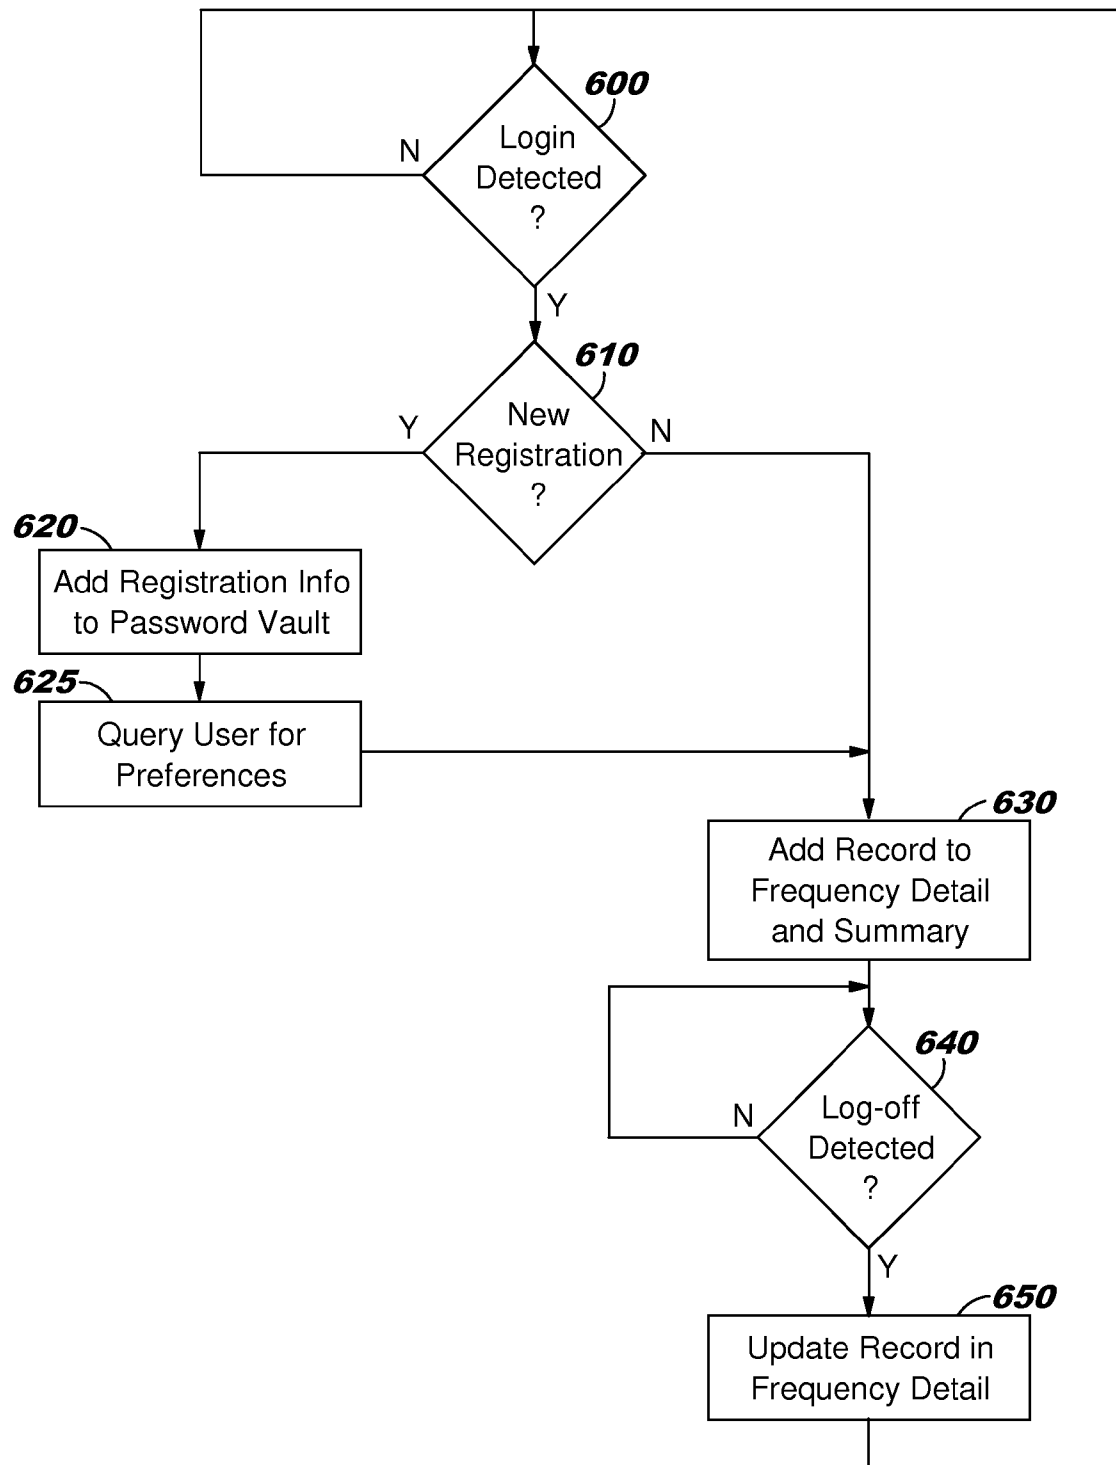 600
Login
Detected
?
N
Y
610
New
Registration
?
Y
N
620
Add Registration Info
to Password Vault
625
Query User for
Preferences
630
Add Record to
Frequency Detail
and Summary
640
Log-off
Detected
?
N
Y
650
Update Record in
Frequency Detail